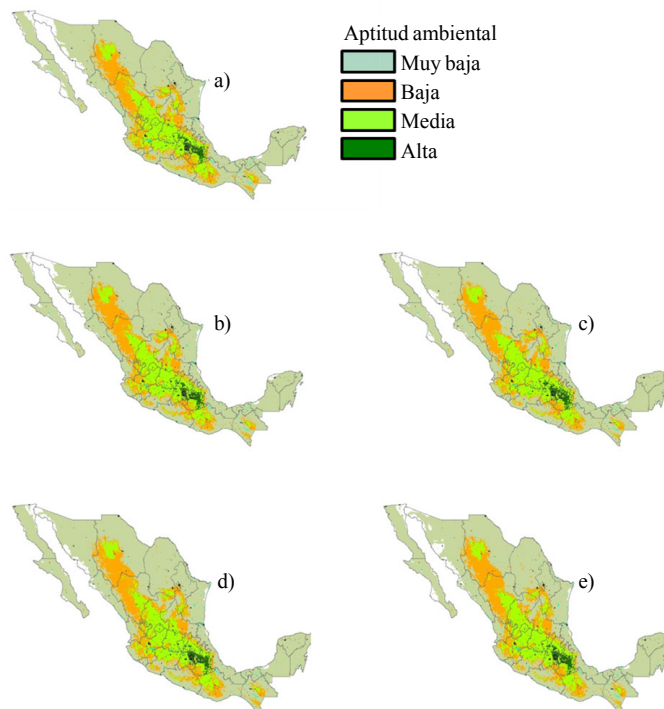 Aptitud ambiental
Muy baja
Baja
Media
Alta
a)
b)
c)
d)
e)